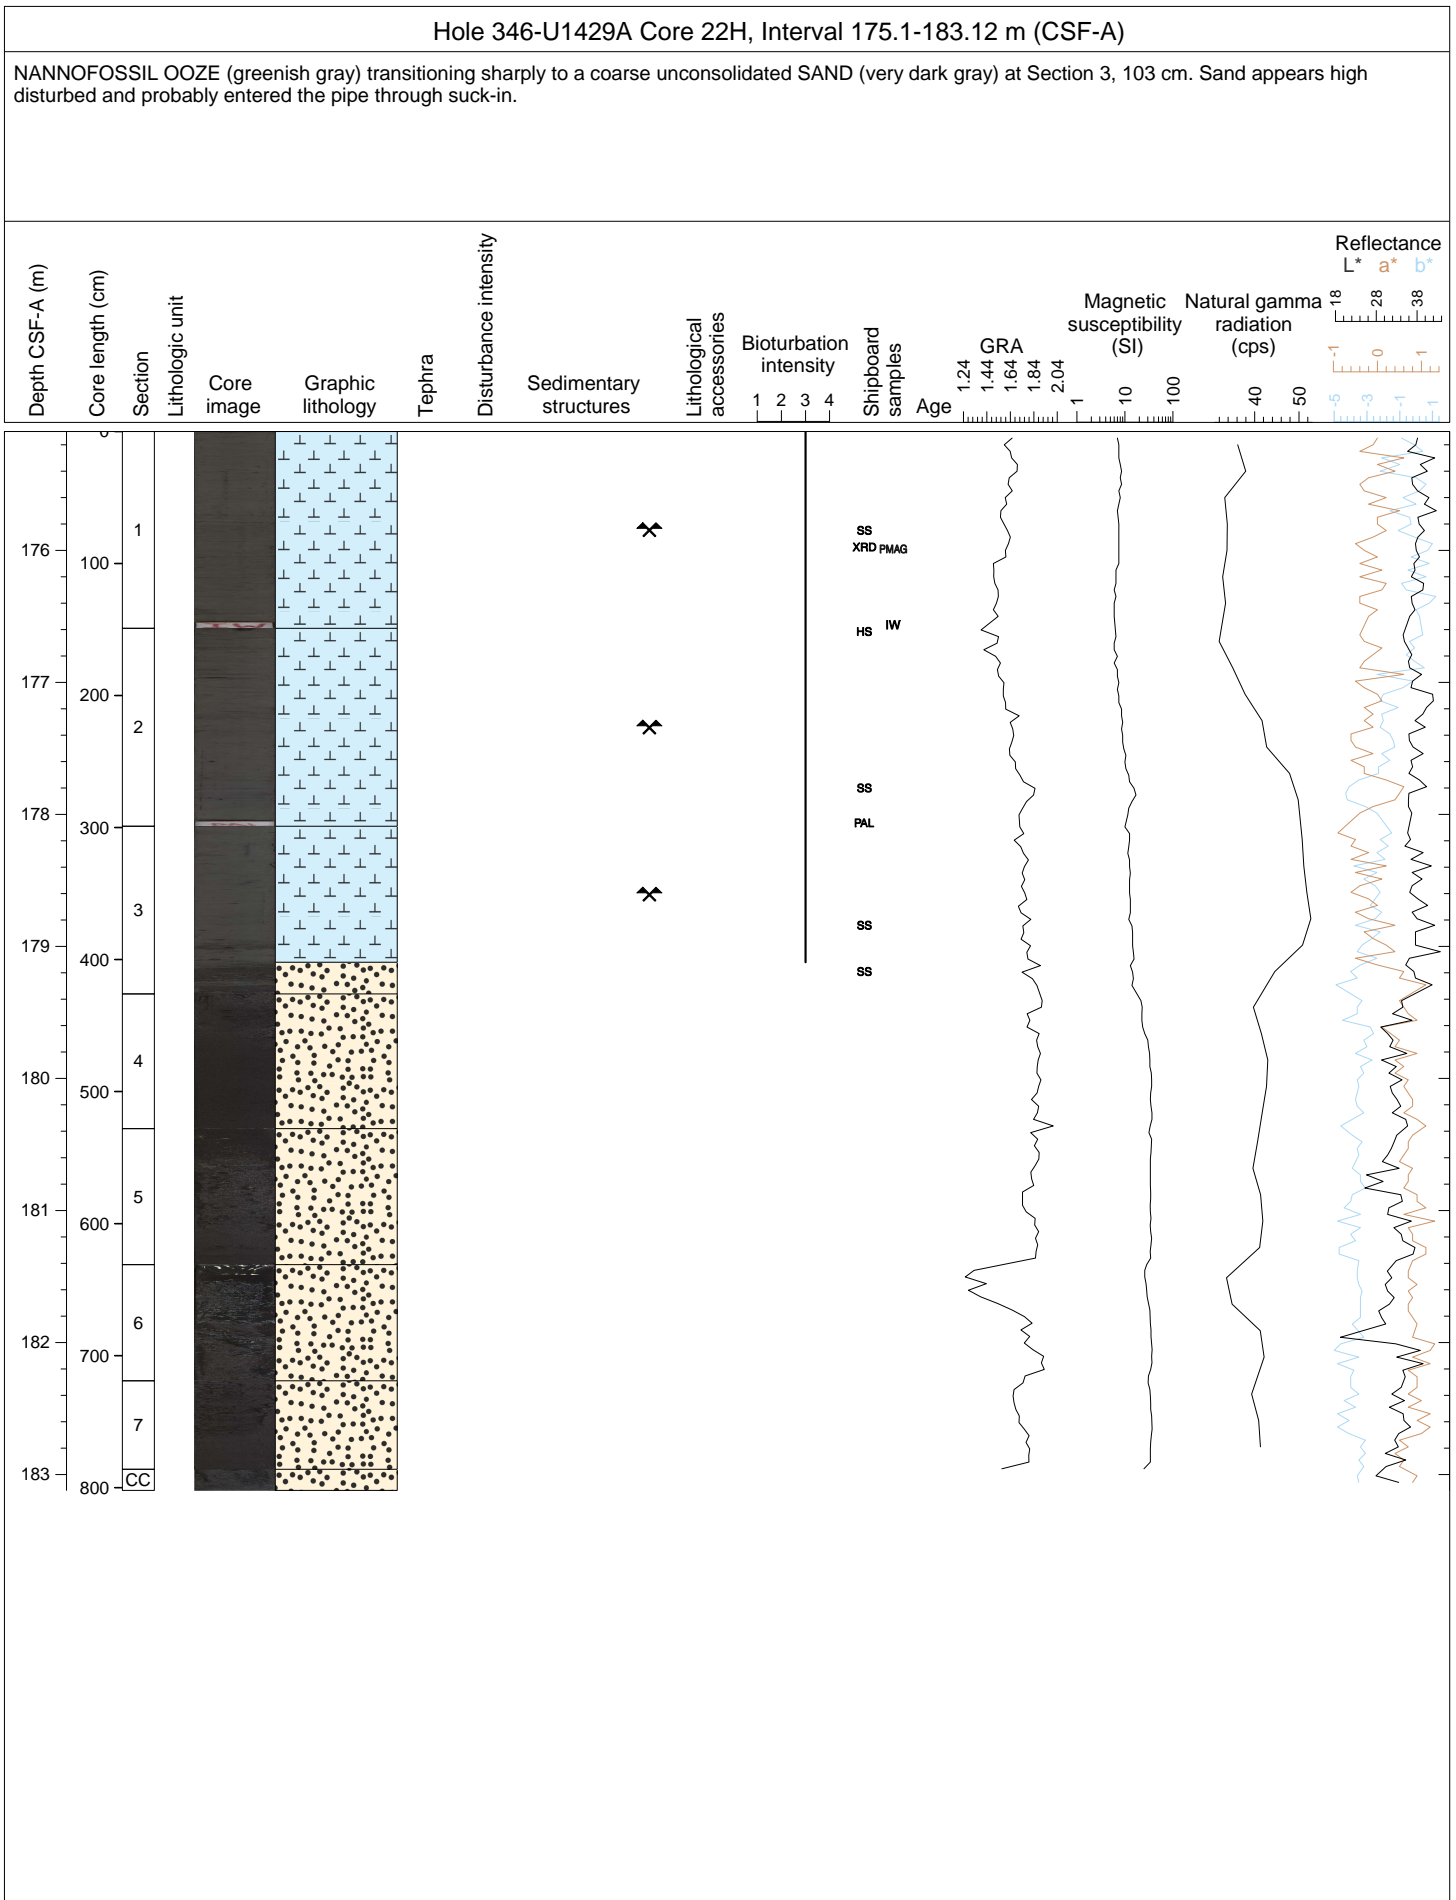 Hole 346-U1429A Core 22H, Interval 175.1-183.12 m (CSF-A)
NANNOFOSSIL OOZE (greenish gray) transitioning sharply to a coarse unconsolidated SAND (very dark gray) at Section 3, 103 cm. Sand appears high
disturbed and probably entered the pipe through suck-in.
Depth CSF-A (m)
Core length (cm)
Section
Lithologic unit
Core
image
Graphic
lithology
Tephra
Disturbance intensity
Sedimentary
structures
Lithological
accessories
Bioturbation
intensity
1 2 3 4
Shipboard
samples
Age
GRA
1.24 1.44 1.64 1.84 2.04
Magnetic
susceptibility
(SI)
1 10 100
Natural gamma
radiation
(cps)
40 50
Reflectance
L* a* b*
18 28 38
-1 0 1
-5 -3 -1 1
0
1
SS
176
XRD PMAG
100
IW
HS
177
200
2
SS
178
PAL
300
3
SS
179
400
SS
4
180
500
5
181
600
6
182
700
7
183
CC
800